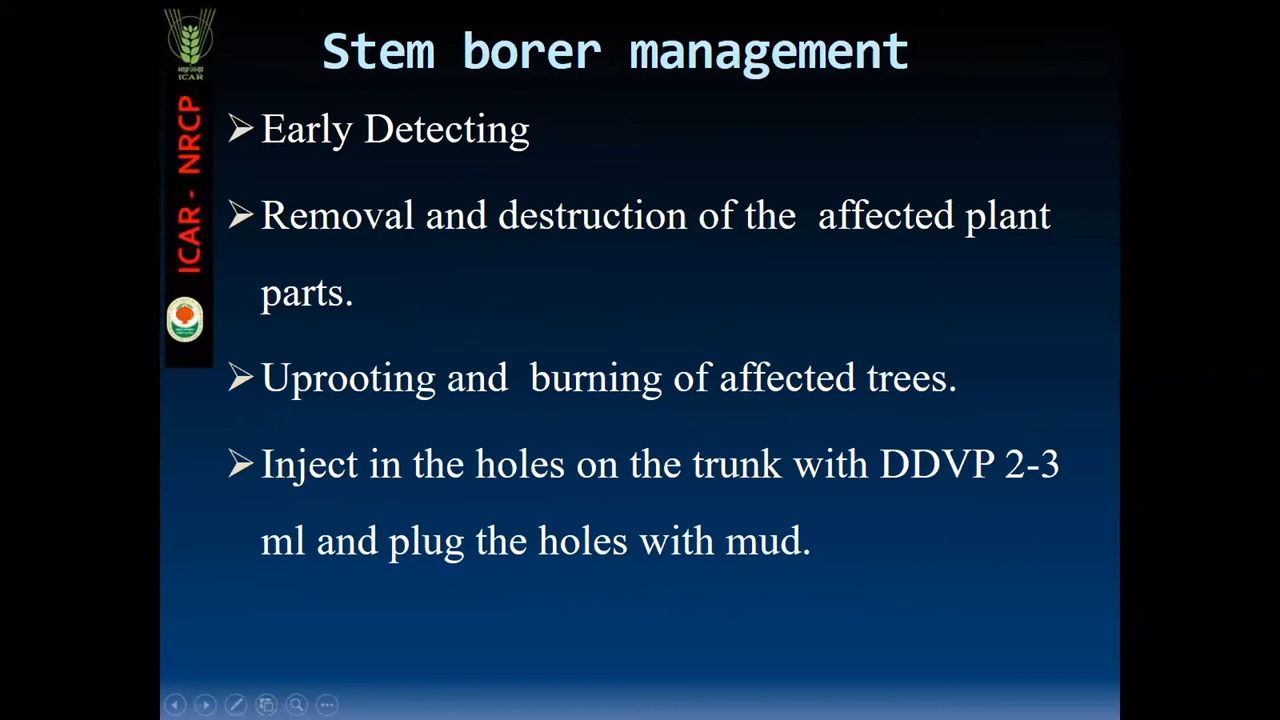 Stem borer management
ICAR
ICAR - NRCP
➢Early Detecting
➢Removal and destruction of the affected plant
parts.
➢Uprooting and burning of affected trees.
➢Inject in the holes on the trunk with DDVP 2-3
ml and plug the holes with mud.